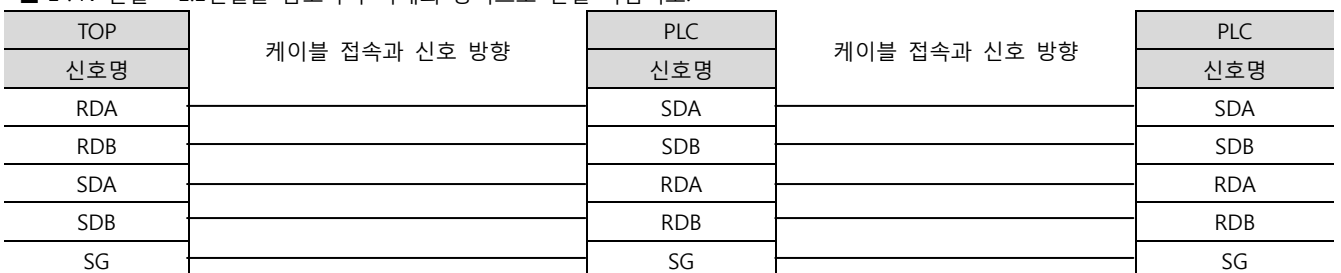 TOP 케이블 접속과 신호 방향 PLC 케이블 접속과 신호 방향 PLC
신호명 신호명 신호명
RDA SDA SDA
RDB SDB SDB
SDA RDA RDA
SDB RDB RDB
SG SG SG